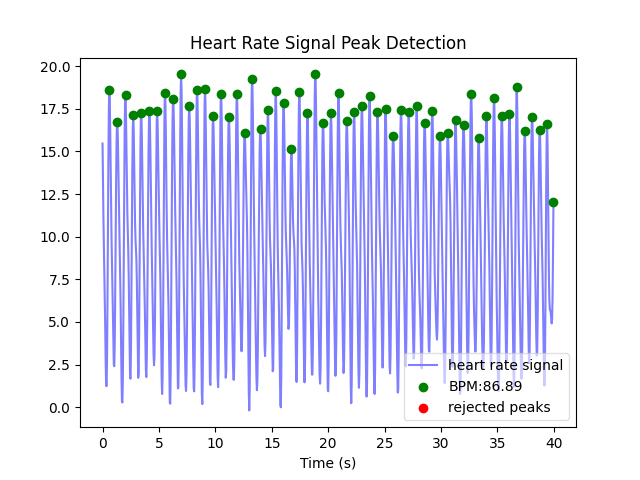 Heart Rate Signal Peak Detection
20.0
17.5
15.0
12.5
10.0
7.5
5.0
2.5
0.0
heart rate signal
BPM:86.89
rejected peaks
0 5 10 15 20 25 30 35 40
Time (s)